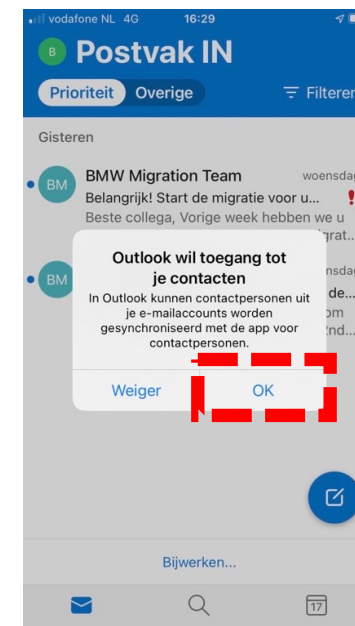 vodafone NL 4G 16:29
B Postvak IN
Prioriteit Overige Filteren
Gisteren
BM BMW Migration Team woensdag
Belangrijk! Start de migratie voor u... !
Beste collega, Vorige week hebben we u
BM de...
Outlook wil toegang tot
je contacten
In Outlook kunnen contactpersonen uit
je e-mailaccounts worden
gesynchroniseerd met de app voor
contactpersonen.
Weiger OK
Bijwerken...
17